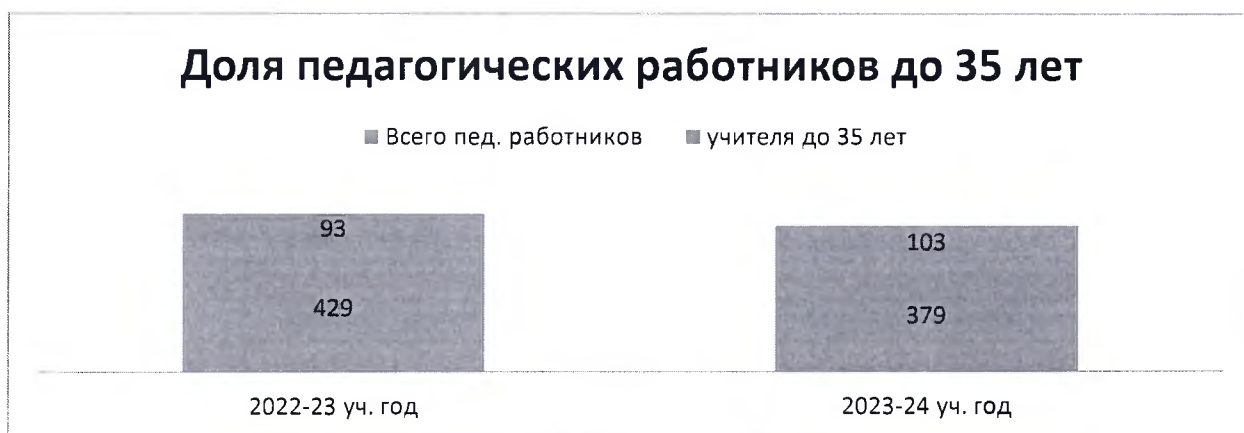 Доля педагогических работников до 35 лет
Всего пед. работников учителя до 35 лет
93
103
429
379
2022-23 уч. год
2023-24 уч. год